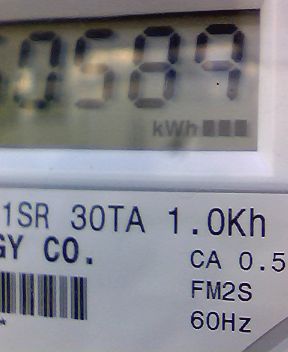 0589
kWh
1SR 30TA 1.0Kh
GY CO.
CA 0.5
FM2S
60Hz